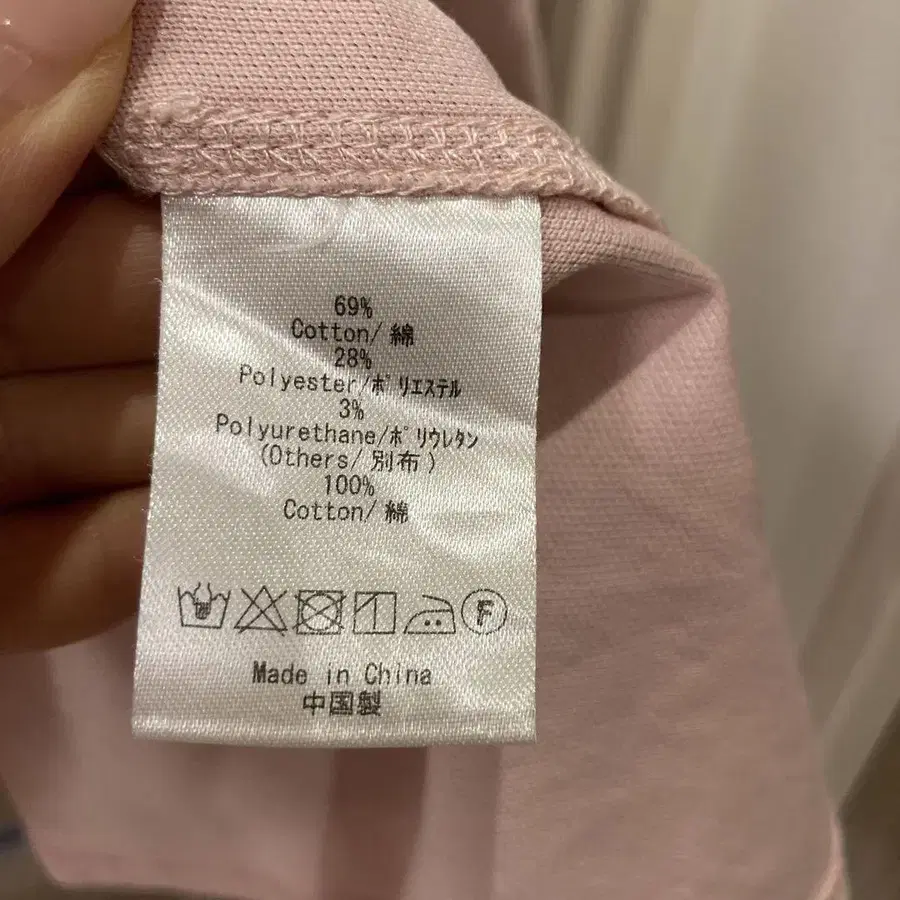 69%
Cotton/綿
28%
Polyester/ポリエステル
3%
Polyurethane/ポリウレタン
(Others/別布)
100%
Cotton/綿
F
Made in China
中国製